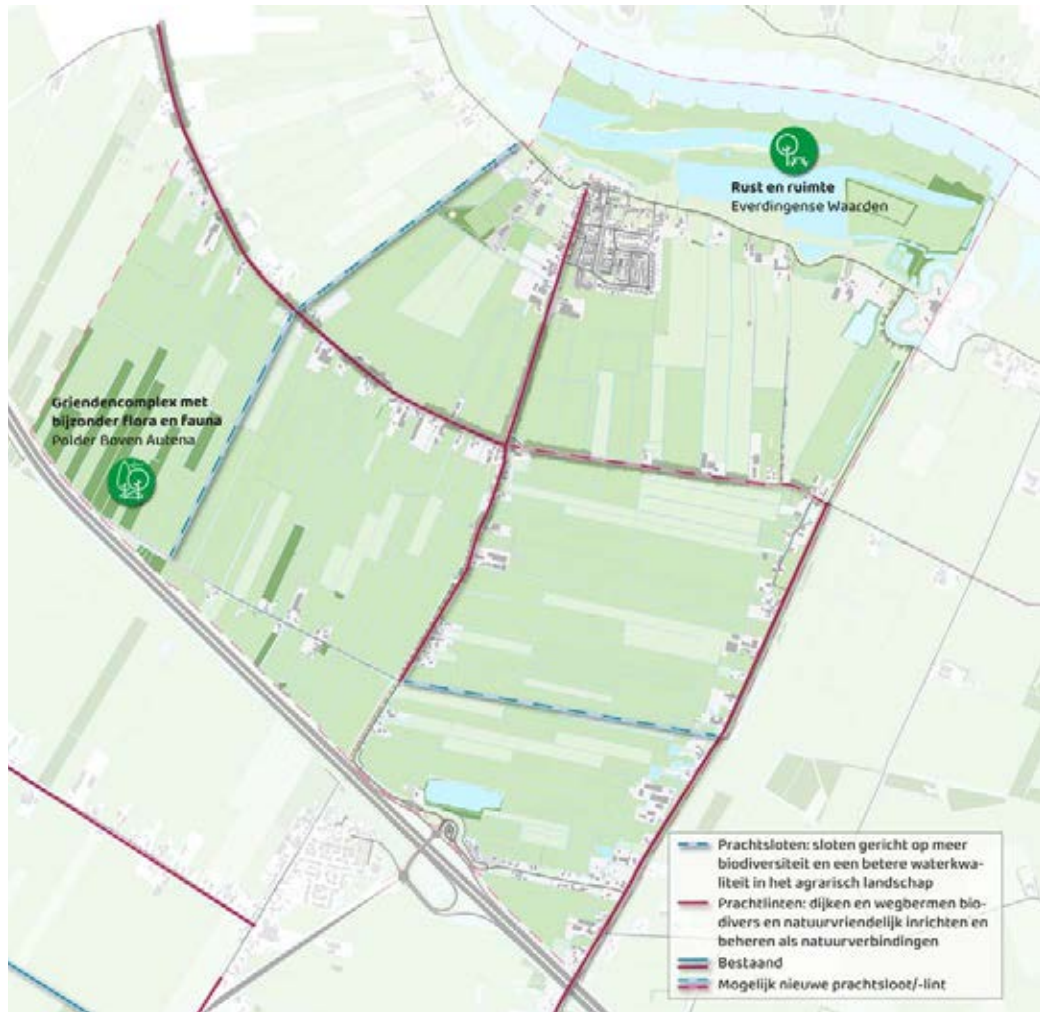 Rust en ruimte
Everdingense Waarden
Griendencomplex met
bijzonder flora en fauna
Polder Boven Autena
Prachtsloten: sloten gericht op meer
biodiversiteit en een betere waterkwa-
liteit in het agrarisch landschap
Prachtlinten: dijken en wegbermen bio-
divers en natuurvriendelijk inrichten en
beheren als natuurverbindingen
Bestaand
Mogelijk nieuwe prachtsloot/-lint